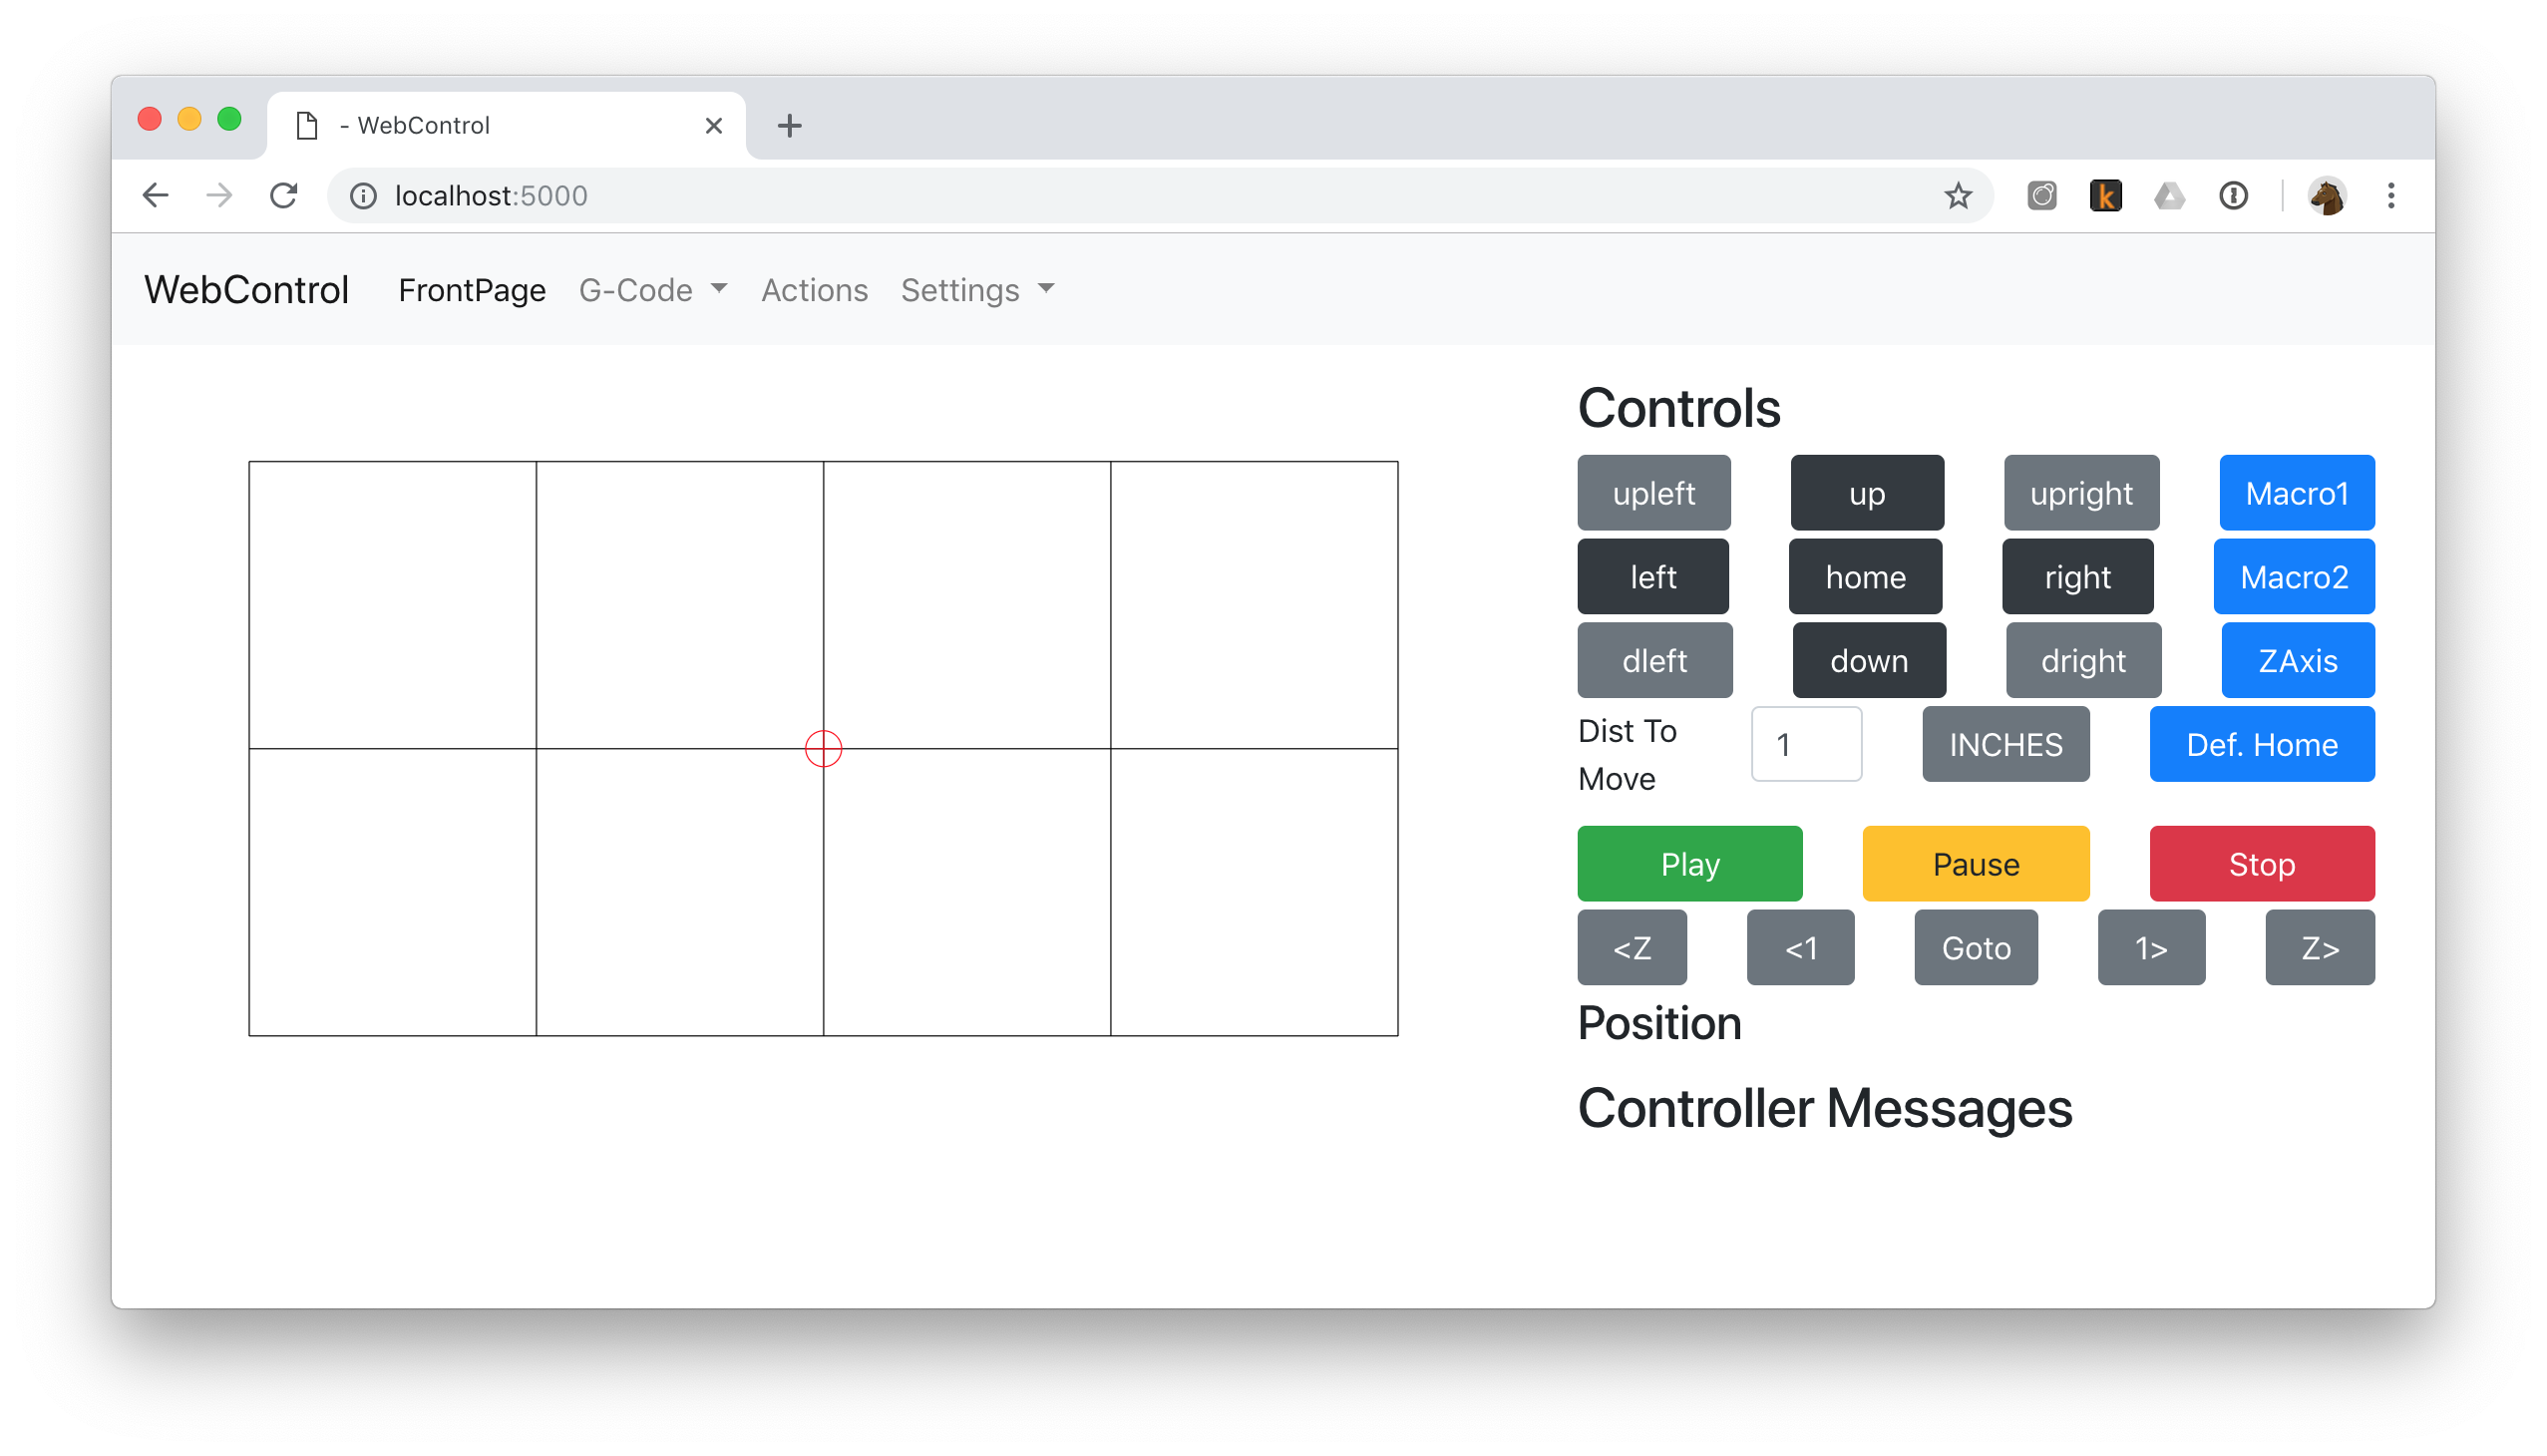 - WebControl
localhost:5000
WebControl FrontPage G-Code Actions Settings
Controls
upleft up upright Macro1
left home right Macro2
dleft down dright ZAxis
Dist To Move 1 INCHES Def. Home
Play Pause Stop
<Z <1 Goto 1> Z>
Position
Controller Messages